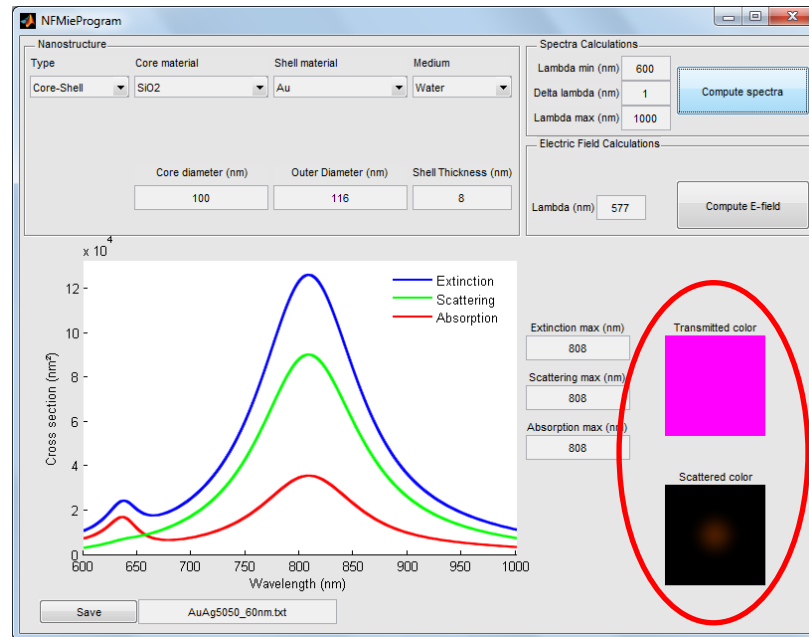 NFMieProgram
Nanostructure
Type Core material Shell material Medium
Core-Shell SiO2 Au Water
Core diameter (nm) Outer Diameter (nm) Shell Thickness (nm)
100 116 8
Spectra Calculations
Lambda min (nm) 600
Delta lambda (nm) 1
Lambda max (nm) 1000
Compute spectra
Electric Field Calculations
Lambda (nm) 577
Compute E-field
x 10⁴
12
10
8
6
4
2
0
Cross section (nm²)
Extinction
Scattering
Absorption
600 650 700 750 800 850 900 950 1000
Wavelength (nm)
Extinction max (nm)
808
Scattering max (nm)
808
Absorption max (nm)
808
Transmitted color
Scattered color
Save AuAg5050_60nm.txt